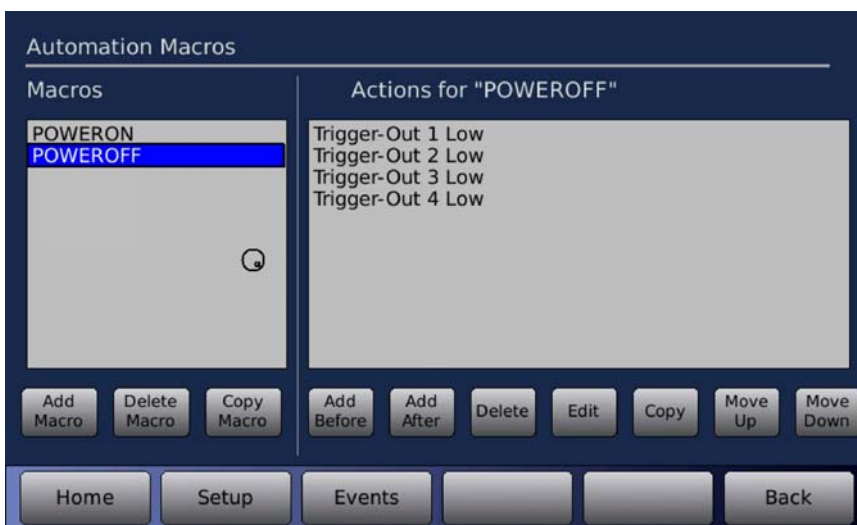 Automation Macros
Macros
Actions for "POWEROFF"
POWERON
POWEROFF
Trigger-Out 1 Low
Trigger-Out 2 Low
Trigger-Out 3 Low
Trigger-Out 4 Low
Add Macro
Delete Macro
Copy Macro
Add Before
Add After
Delete
Edit
Copy
Move Up
Move Down
Home
Setup
Events
Back